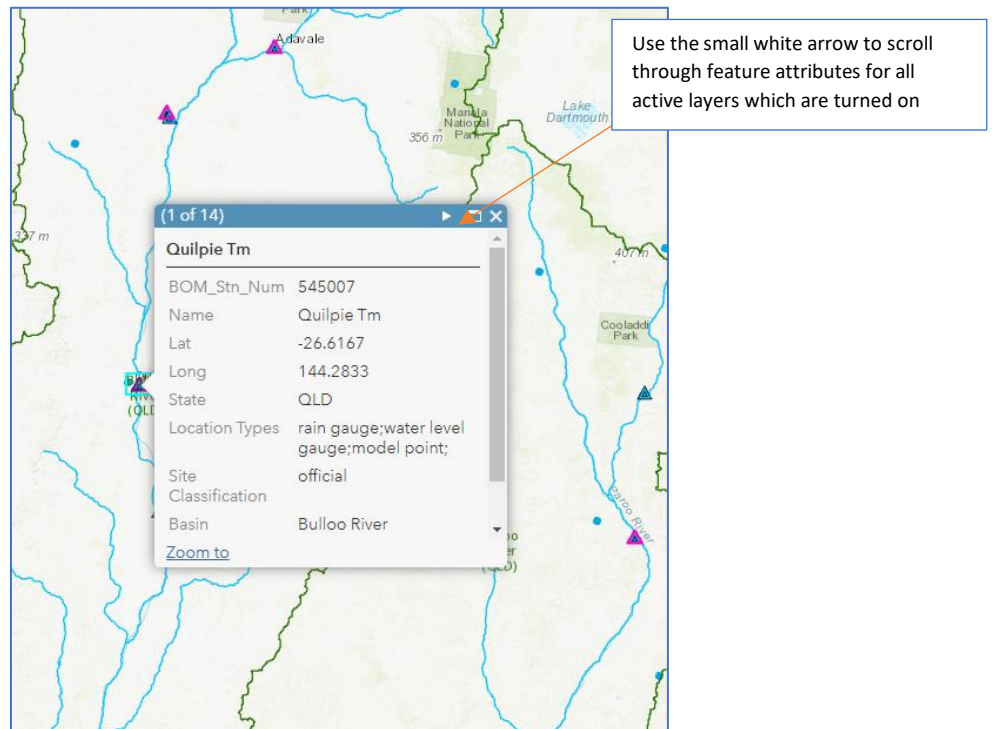 Park
Adavale
Use the small white arrow to scroll
through feature attributes for all
active layers which are turned on
Mariala
National
Park
356 m
Lake
Dartmouth
(1 of 14)
Quilpie Tm
BOM_Stn_Num 545007
Name Quilpie Tm
Lat -26.6167
Long 144.2833
State QLD
Location Types rain gauge;water level
gauge;model point;
Site official
Classification
Basin Bulloo River
Zoom to
407 m
Cooladdi
Park
Paroo River